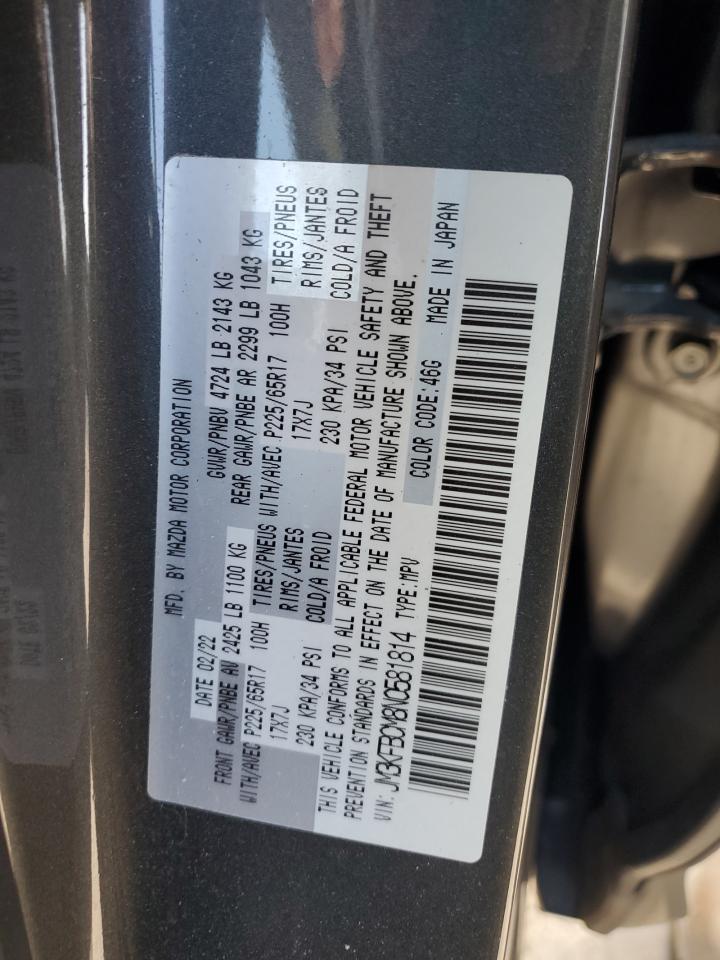 MFD. BY MAZDA MOTOR CORPORATION
DATE 02/22 GVWR/PNBV 4724 LB 2143 KG
FRONT GAWR/PNBE AV 2425 LB 1100 KG REAR GAWR/PNBE AR 2299 LB 1043 KG
WITH/AVEC P225/65R17 100H TIRES/PNEUS WITH/AVEC P225/65R17 100H TIRES/PNEUS
17X7J RIMS/JANTES 17X7J RIMS/JANTES
230 KPA/34 PSI COLD/A FROID 230 KPA/34 PSI COLD/A FROID
THIS VEHICLE CONFORMS TO ALL APPLICABLE FEDERAL MOTOR VEHICLE SAFETY AND THEFT
PREVENTION STANDARDS IN EFFECT ON THE DATE OF MANUFACTURE SHOWN ABOVE.
VIN: JM3KFBCM8N0581814 TYPE:MPV COLOR CODE:46G MADE IN JAPAN